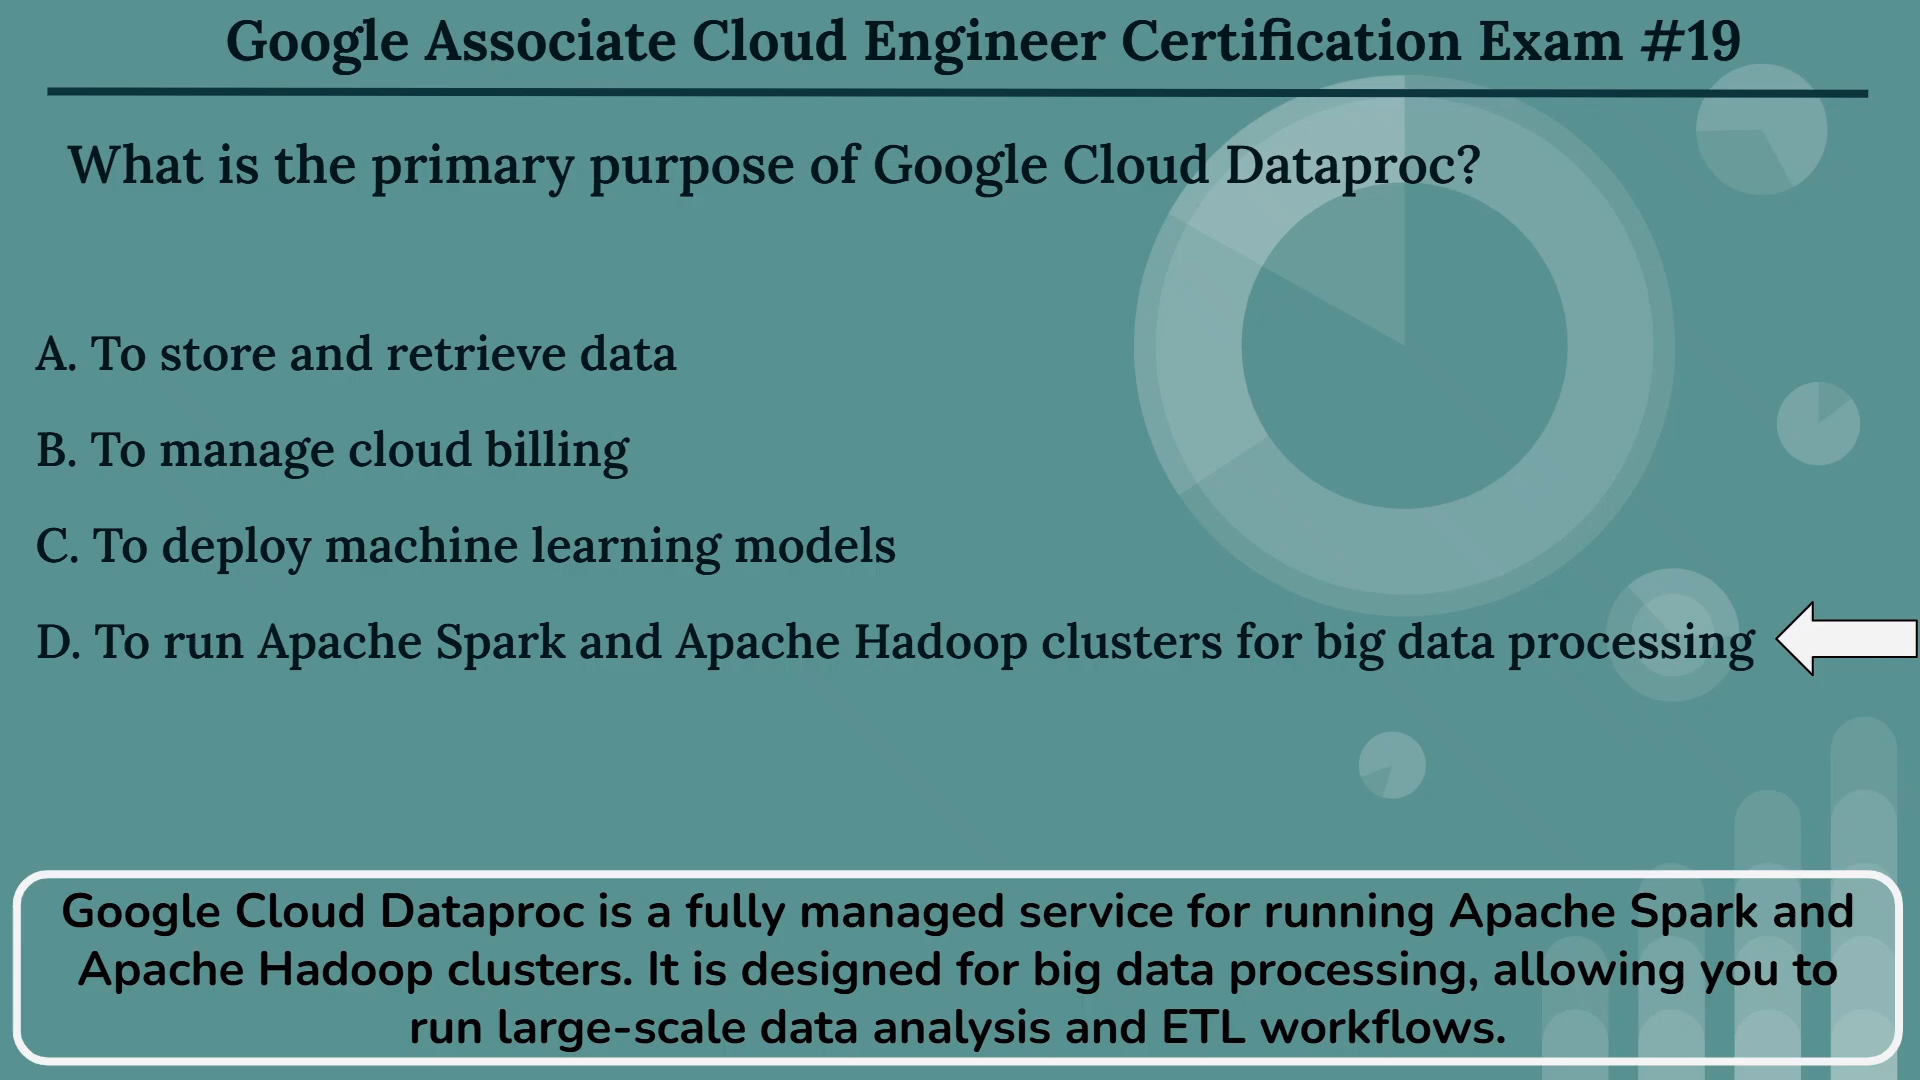 Google Associate Cloud Engineer Certification Exam #19
What is the primary purpose of Google Cloud Dataproc?
A. To store and retrieve data
B. To manage cloud billing
C. To deploy machine learning models
D. To run Apache Spark and Apache Hadoop clusters for big data processing
Google Cloud Dataproc is a fully managed service for running Apache Spark and
Apache Hadoop clusters. It is designed for big data processing, allowing you to
run large-scale data analysis and ETL workflows.